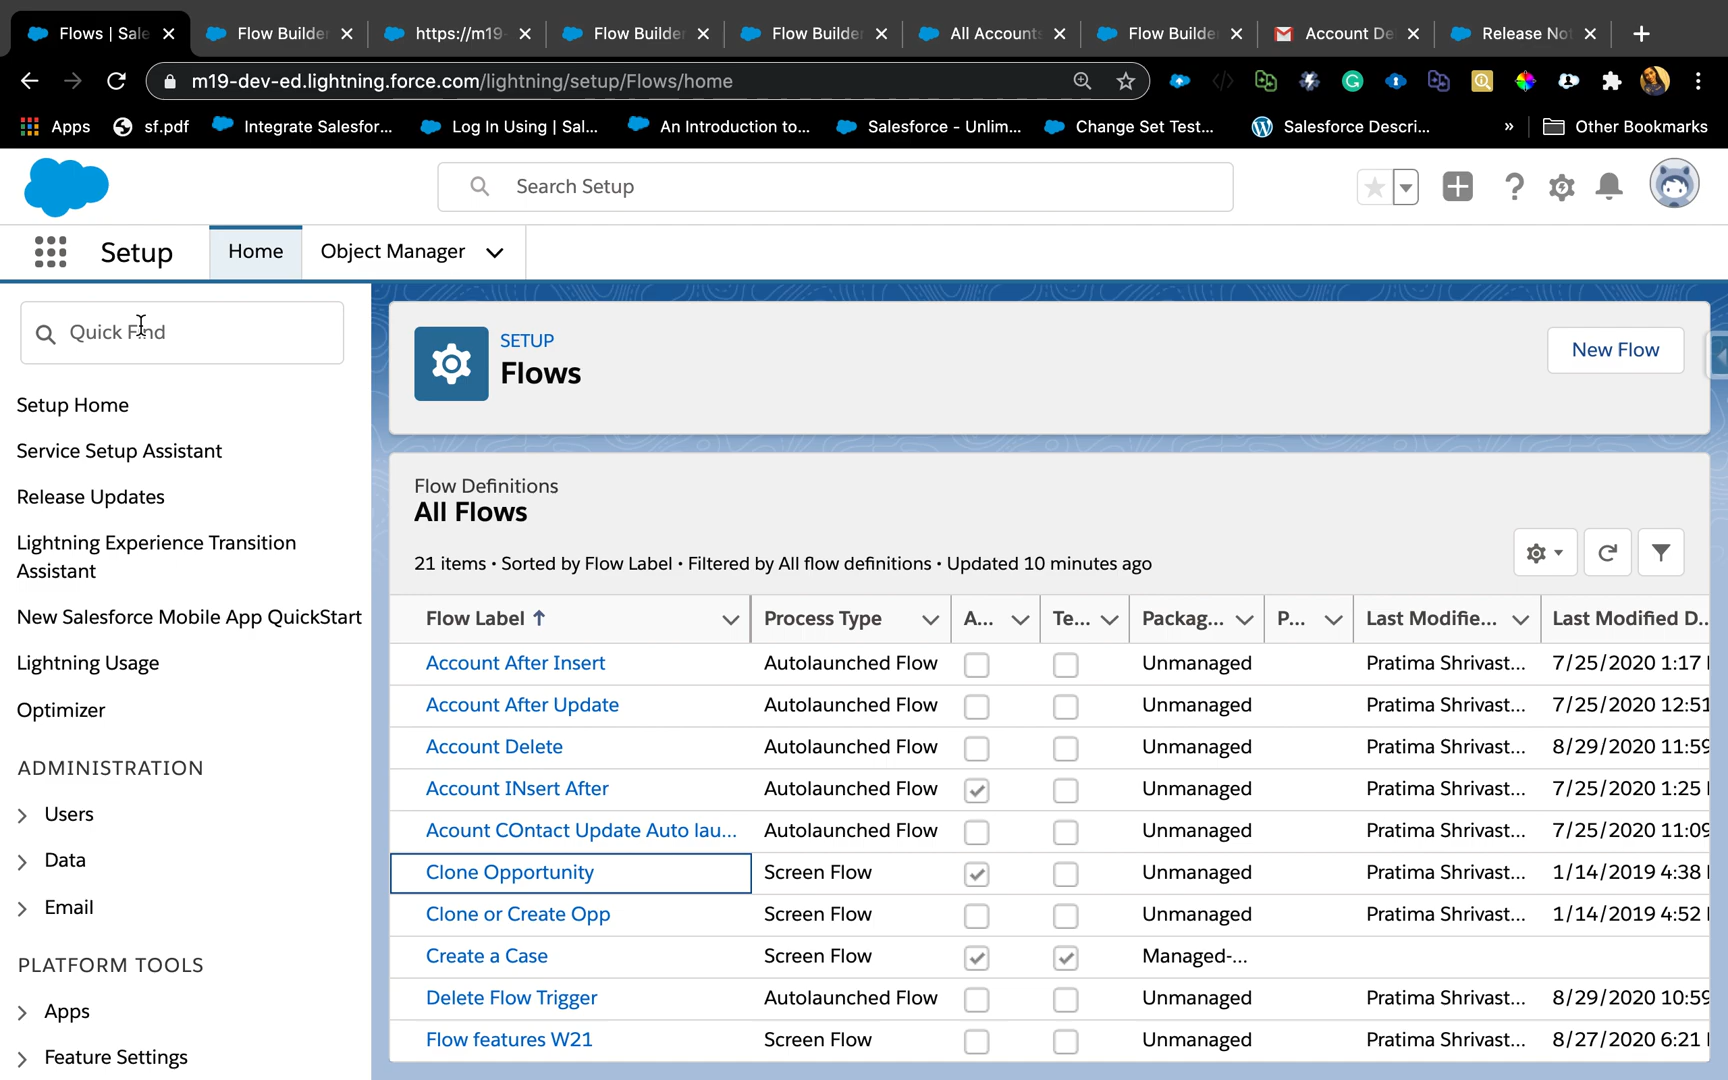 Flows | Sale
Flow Builder
https://m19-
Flow Builder
Flow Builder
All Accounts
Flow Builder
Account De
Release Not
m19-dev-ed.lightning.force.com/lightning/setup/Flows/home
Apps
sf.pdf
Integrate Salesfor...
Log In Using | Sal...
An Introduction to...
Salesforce - Unlim...
Change Set Test...
Salesforce Descri...
»
Other Bookmarks
Search Setup
Setup
Home
Object Manager
Quick Find
Setup Home
Service Setup Assistant
Release Updates
Lightning Experience Transition
Assistant
New Salesforce Mobile App QuickStart
Lightning Usage
Optimizer
ADMINISTRATION
Users
Data
Email
PLATFORM TOOLS
Apps
Feature Settings
SETUP
Flows
New Flow
Flow Definitions
All Flows
21 items • Sorted by Flow Label • Filtered by All flow definitions • Updated 10 minutes ago
Flow Label ↑ Process Type A... Te... Packag... P... Last Modifie... Last Modified D...
Account After Insert Autolaunched Flow Unmanaged Pratima Shrivast... 7/25/2020 1:17
Account After Update Autolaunched Flow Unmanaged Pratima Shrivast... 7/25/2020 12:51
Account Delete Autolaunched Flow Unmanaged Pratima Shrivast... 8/29/2020 11:59
Account INsert After Autolaunched Flow Unmanaged Pratima Shrivast... 7/25/2020 1:25
Acount COntact Update Auto lau... Autolaunched Flow Unmanaged Pratima Shrivast... 7/25/2020 11:09
Clone Opportunity Screen Flow Unmanaged Pratima Shrivast... 1/14/2019 4:38
Clone or Create Opp Screen Flow Unmanaged Pratima Shrivast... 1/14/2019 4:52
Create a Case Screen Flow Managed-...
Delete Flow Trigger Autolaunched Flow Unmanaged Pratima Shrivast... 8/29/2020 10:59
Flow features W21 Screen Flow Unmanaged Pratima Shrivast... 8/27/2020 6:21